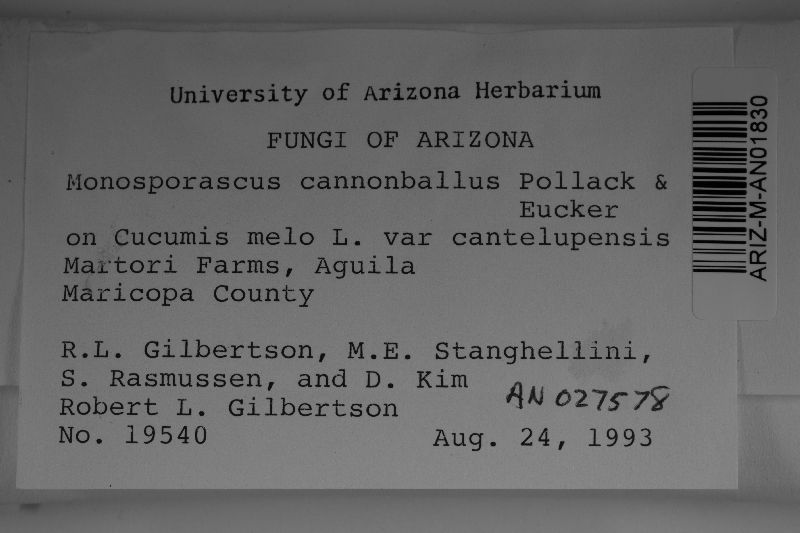 University of Arizona Herbarium
FUNGI OF ARIZONA
Monosporascus cannonballus Pollack &
Eucker
on Cucumis melo L. var cantelupensis
Martori Farms, Aguila
Maricopa County
R.L. Gilbertson, M.E. Stanghellini,
S. Rasmussen, and D. Kim
Robert L. Gilbertson
No. 19540
Aug. 24, 1993
AN 027578
ARIZ-M-AN01830